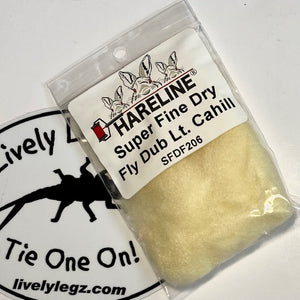 HARELINE®
Super Fine Dry
Fly Dub Lt. Cahill
SFDF206
Lively L
Tie One On!
livelylegz.com